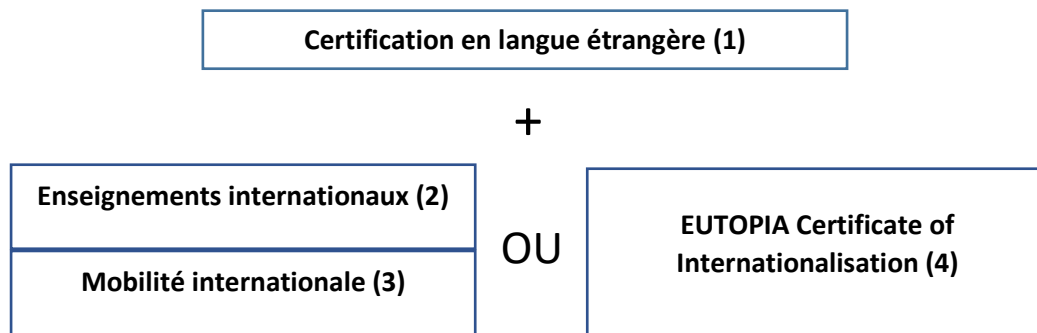 Certification en langue étrangère (1)
+
Enseignements internationaux (2)
Mobilité internationale (3)
OU
EUTOPIA Certificate of
Internationalisation (4)